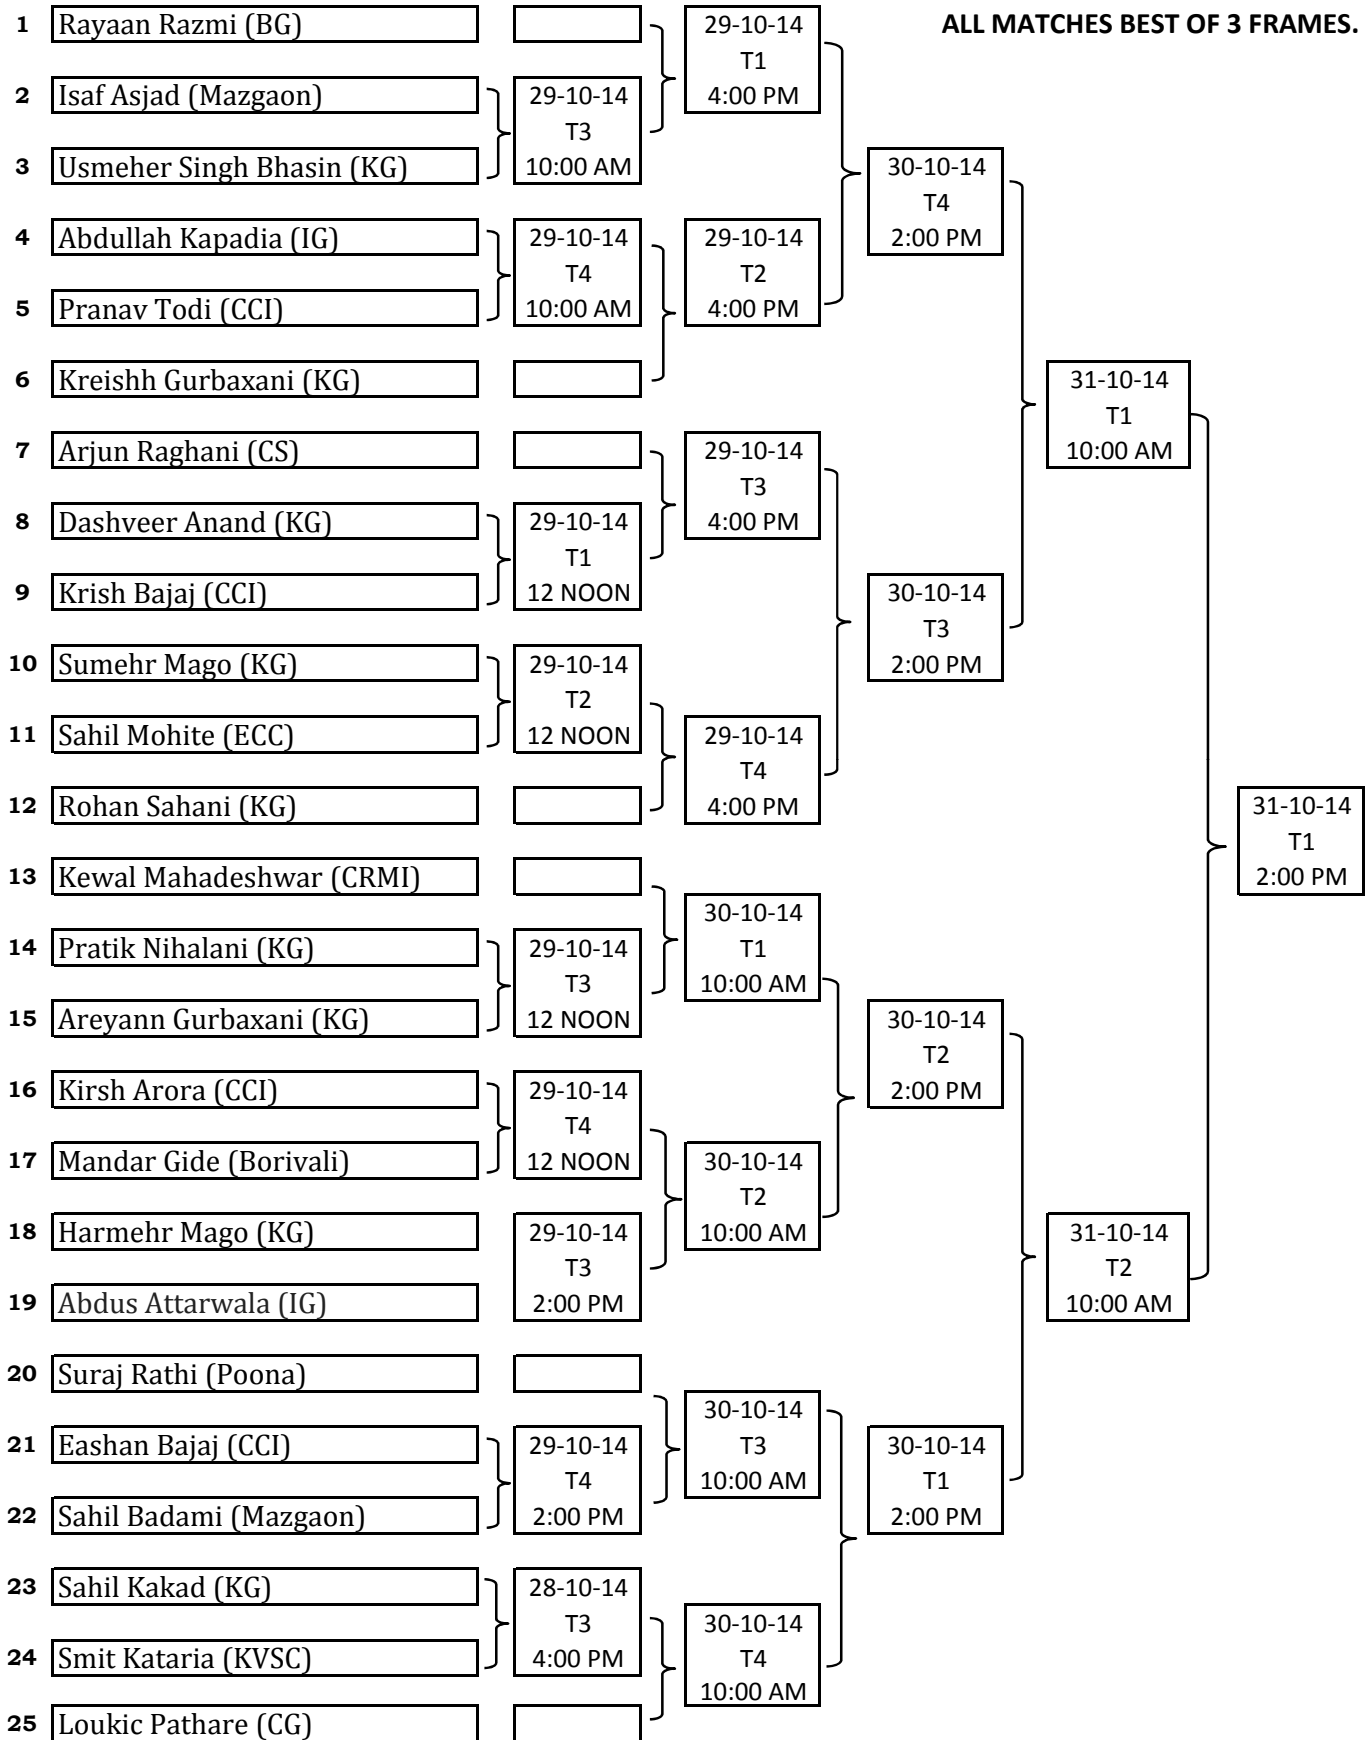 ALL MATCHES BEST OF 3 FRAMES.
1 Rayaan Razmi (BG)
29-10-14
T1
4:00 PM
2 Isaf Asjad (Mazgaon)
3 Usmeher Singh Bhasin (KG)
29-10-14
T3
10:00 AM
30-10-14
T4
2:00 PM
4 Abdullah Kapadia (IG)
5 Pranav Todi (CCI)
29-10-14
T4
10:00 AM
29-10-14
T2
4:00 PM
6 Kreishh Gurbaxani (KG)
31-10-14
T1
10:00 AM
7 Arjun Raghani (CS)
29-10-14
T3
4:00 PM
8 Dashveer Anand (KG)
9 Krish Bajaj (CCI)
29-10-14
T1
12 NOON
30-10-14
T3
2:00 PM
10 Sumehr Mago (KG)
11 Sahil Mohite (ECC)
29-10-14
T2
12 NOON
29-10-14
T4
4:00 PM
12 Rohan Sahani (KG)
31-10-14
T1
2:00 PM
13 Kewal Mahadeshwar (CRMI)
30-10-14
T1
10:00 AM
14 Pratik Nihalani (KG)
15 Areyann Gurbaxani (KG)
29-10-14
T3
12 NOON
30-10-14
T2
2:00 PM
16 Kirsh Arora (CCI)
17 Mandar Gide (Borivali)
29-10-14
T4
12 NOON
30-10-14
T2
10:00 AM
18 Harmehr Mago (KG)
19 Abdus Attarwala (IG)
29-10-14
T3
2:00 PM
31-10-14
T2
10:00 AM
20 Suraj Rathi (Poona)
30-10-14
T3
10:00 AM
21 Eashan Bajaj (CCI)
22 Sahil Badami (Mazgaon)
29-10-14
T4
2:00 PM
30-10-14
T1
2:00 PM
23 Sahil Kakad (KG)
24 Smit Kataria (KVSC)
28-10-14
T3
4:00 PM
30-10-14
T4
10:00 AM
25 Loukic Pathare (CG)